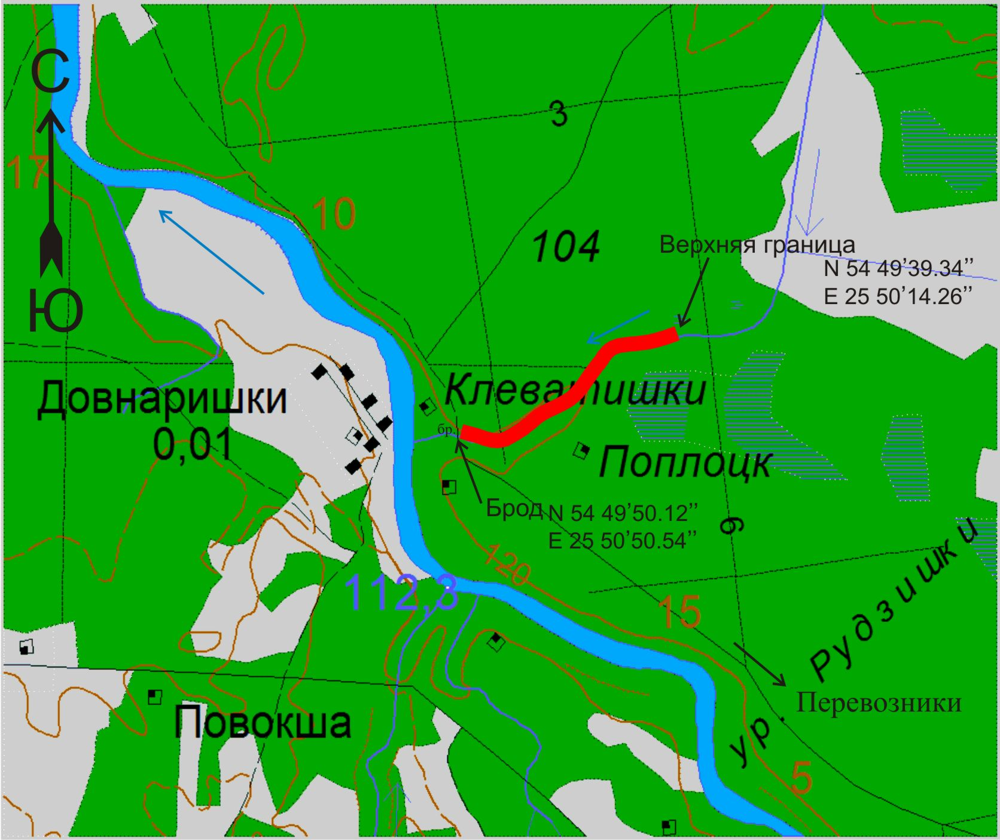 С
3
17
10
104
Верхняя граница
N 54 49’39.34’’
E 25 50’14.26’’
Ю
Довнаришки
0,01
Клеватишки
бр.
Поплоцк
Брод
N 54 49’50.12’’
E 25 50’50.54’’
9
120
112,3
15
ур. Рудзишки
Перевозники
Повокша
5